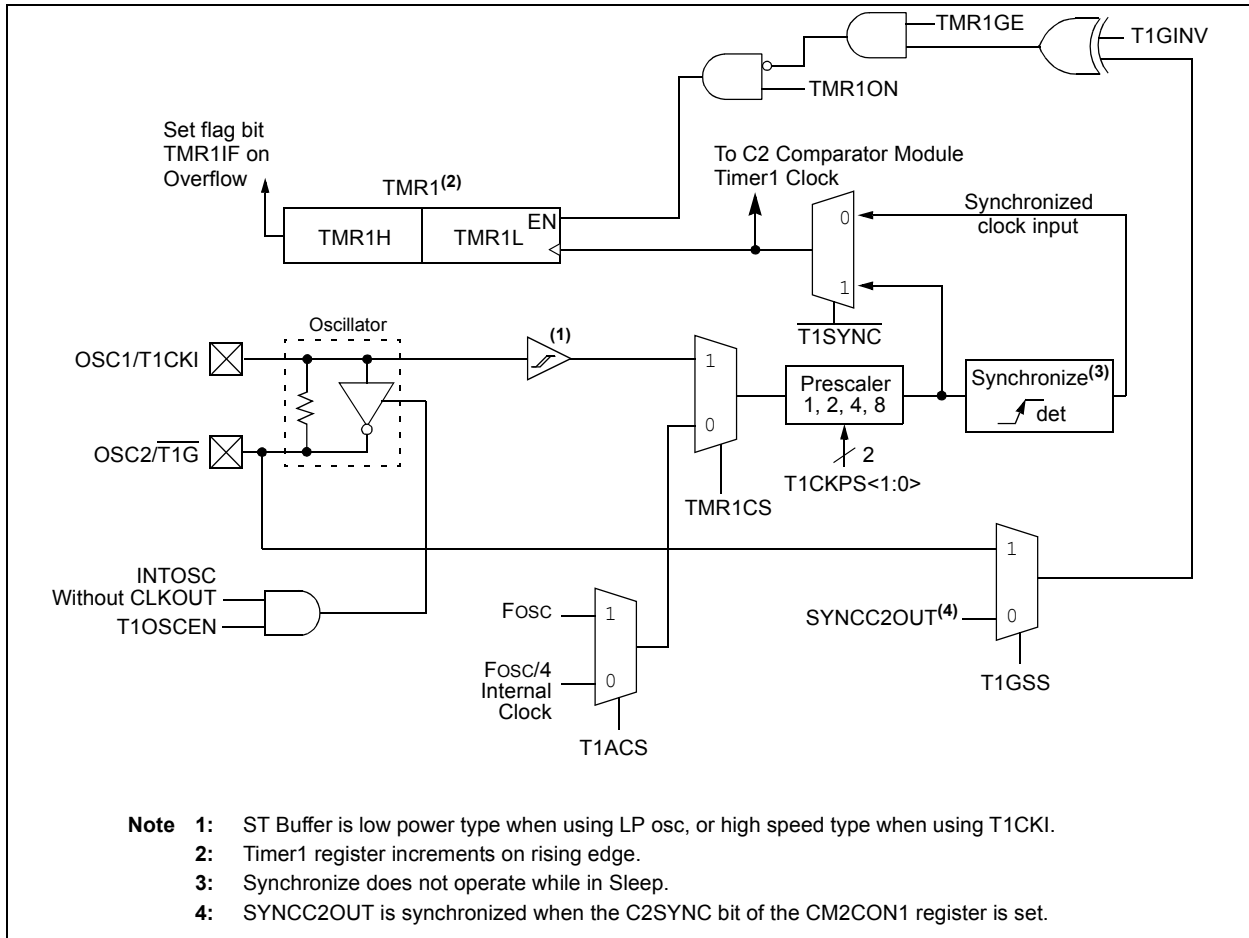 TMR1GE
T1GINV
TMR1ON
Set flag bit
TMR1IF on
Overflow
To C2 Comparator Module
Timer1 Clock
TMR1(2)
EN
TMR1H
TMR1L
0
Synchronized
clock input
1
T1SYNC
Oscillator
(1)
OSC1/T1CKI
1
Prescaler
1, 2, 4, 8
Synchronize(3)
det
0
OSC2/T1G
2
T1CKPS<1:0>
TMR1CS
1
INTOSC
Without CLKOUT
T1OSCEN
FOSC
1
SYNCC2OUT(4)
0
FOSC/4
Internal
Clock
0
T1GSS
T1ACS
Note 1: ST Buffer is low power type when using LP osc, or high speed type when using T1CKI.
2: Timer1 register increments on rising edge.
3: Synchronize does not operate while in Sleep.
4: SYNCC2OUT is synchronized when the C2SYNC bit of the CM2CON1 register is set.